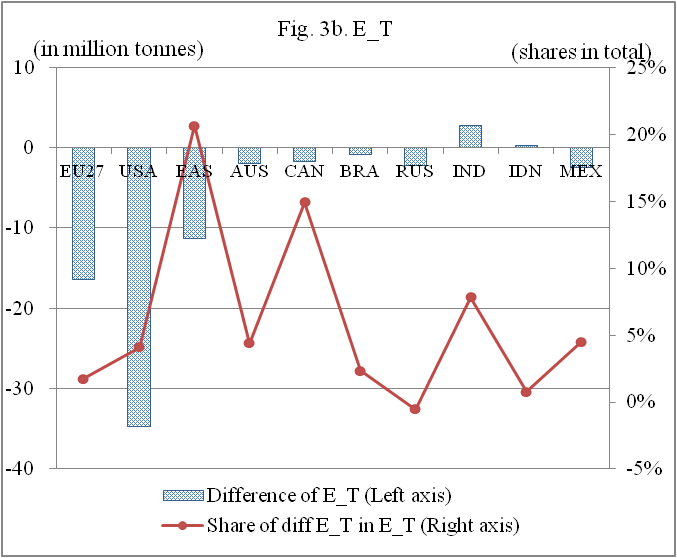 Fig. 3b. E_T
(in million tonnes) (shares in total)
10 25%
20%
0
EU27 USA EAS AUS CAN BRA RUS IND IDN MEX
15%
-10
10%
-20
5%
-30
0%
-40 -5%
Difference of E_T (Left axis)
Share of diff E_T in E_T (Right axis)